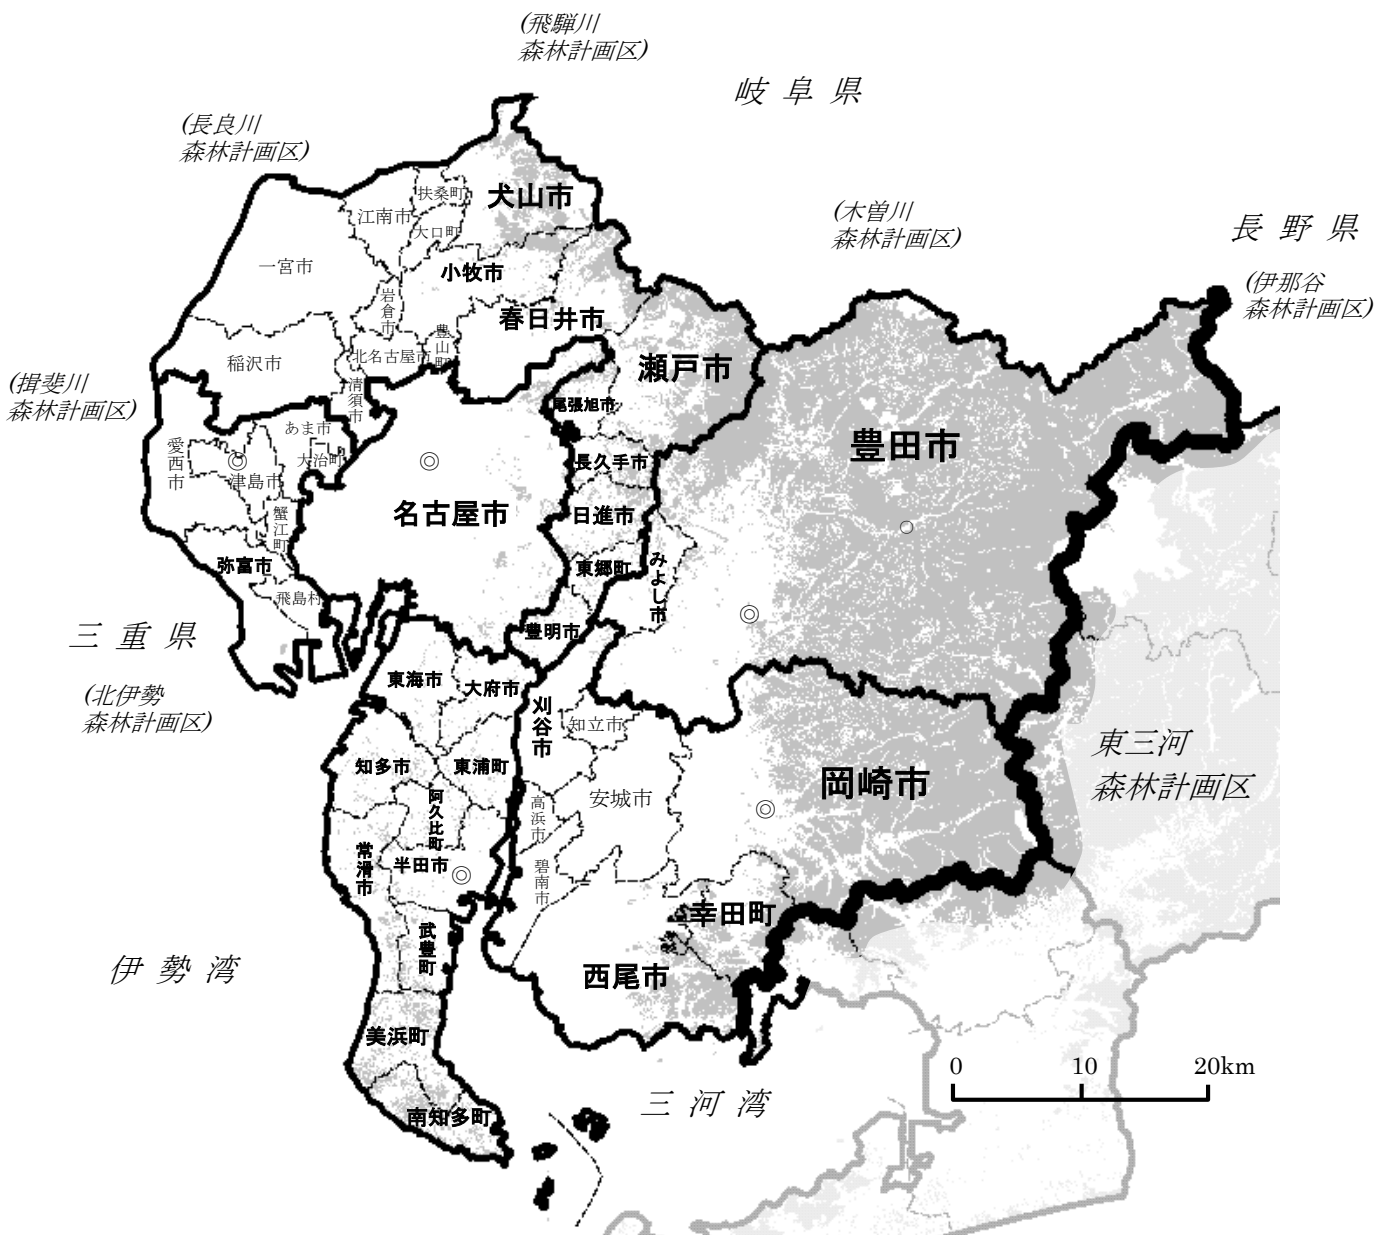 (飛騨川
森林計画区)
岐阜県
(長良川
森林計画区)
扶桑町
犬山市
江南市
大口町
(木曽川
森林計画区)
長野県
(伊那谷
森林計画区)
一宮市
小牧市
岩倉市
春日井市
豊山町
北名古屋市
稲沢市
瀬戸市
(揖斐川
森林計画区)
清須市
尾張旭市
あま市
愛西市
大治町
津島市
長久手市
豊田市
名古屋市
日進市
蟹江町
弥富市
東郷町
みよし市
飛島村
三重県
豊明市
(北伊勢
森林計画区)
東海市
大府市
刈谷市
知立市
東三河
森林計画区
知多市
東浦町
岡崎市
安城市
阿久比町
高浜市
常滑市
半田市
碧南市
幸田町
武豊町
伊勢湾
西尾市
美浜町
0 10 20km
三河湾
南知多町